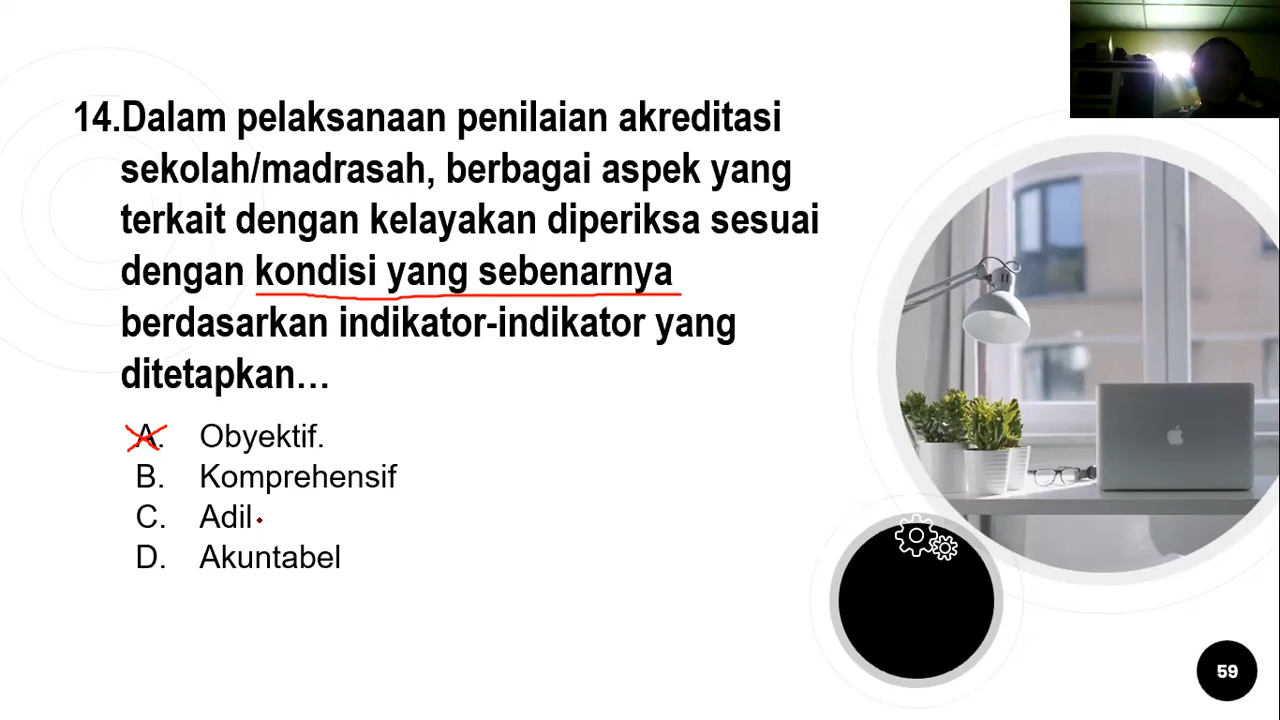 14.Dalam pelaksanaan penilaian akreditasi
sekolah/madrasah, berbagai aspek yang
terkait dengan kelayakan diperiksa sesuai
dengan kondisi yang sebenarnya
berdasarkan indikator-indikator yang
ditetapkan...
A. Obyektif.
B. Komprehensif
C. Adil
D. Akuntabel
59